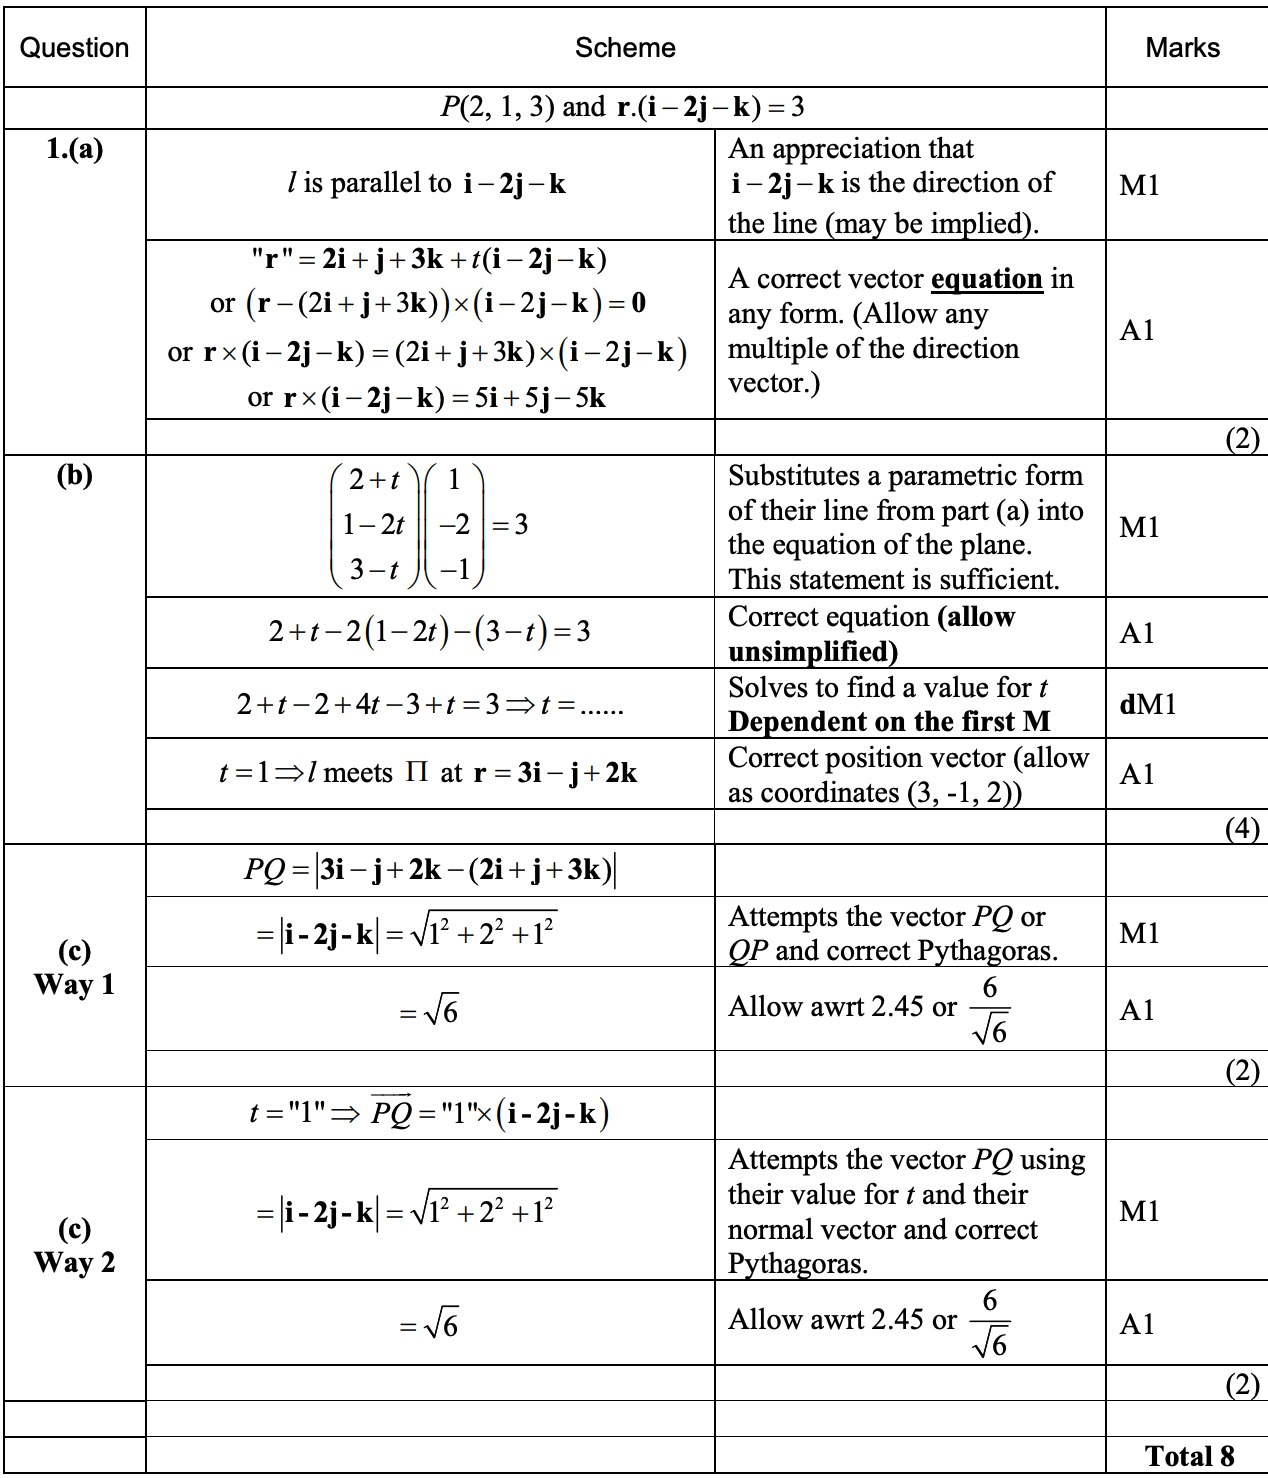 Question Scheme Marks
P(2, 1, 3) and r.(i − 2j − k) = 3
1.(a)
l is parallel to i − 2j − k
An appreciation that
i − 2j − k is the direction of
the line (may be implied).
M1
"r" = 2i + j + 3k + t(i − 2j − k)
or (r − (2i + j + 3k)) × (i − 2j − k) = 0
or r × (i − 2j − k) = (2i + j + 3k) × (i − 2j − k)
or r × (i − 2j − k) = 5i + 5j − 5k
A correct vector equation in
any form. (Allow any
multiple of the direction
vector.)
A1
(2)
(b)
2 + t 1
1 − 2t −2 = 3
3 − t −1
Substitutes a parametric form
of their line from part (a) into
the equation of the plane.
This statement is sufficient.
M1
2 + t − 2(1 − 2t) − (3 − t) = 3
Correct equation (allow
unsimplified)
A1
2 + t − 2 + 4t − 3 + t = 3 ⇒ t = ......
Solves to find a value for t
Dependent on the first M
dM1
t = 1 ⇒ l meets Π at r = 3i − j + 2k
Correct position vector (allow
as coordinates (3, -1, 2))
A1
(4)
(c)
Way 1
PQ = |3i − j + 2k − (2i + j + 3k)|
= |i - 2j - k| = √(1² + 2² + 1²)
Attempts the vector PQ or
QP and correct Pythagoras.
M1
= √6
Allow awrt 2.45 or 6/√6
A1
(2)
(c)
Way 2
t = "1" ⇒ PQ = "1" × (i - 2j - k)
= |i - 2j - k| = √(1² + 2² + 1²)
Attempts the vector PQ using
their value for t and their
normal vector and correct
Pythagoras.
M1
= √6
Allow awrt 2.45 or 6/√6
A1
(2)
Total 8